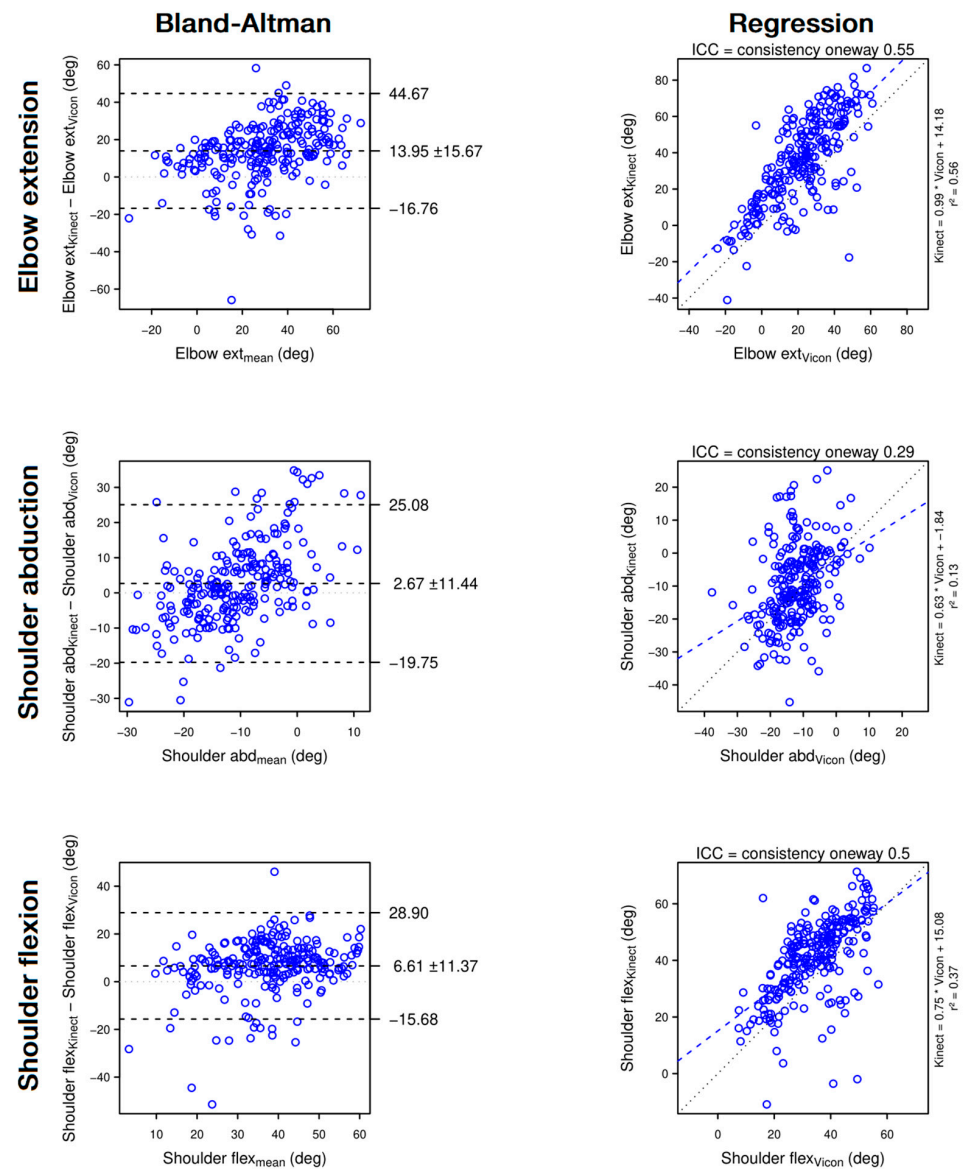 Bland-Altman
Regression
Elbow extension
Elbow extKinect − Elbow extVicon (deg)
60
40
20
0
−20
−40
−60
44.67
13.95 ±15.67
−16.76
−20 0 20 40 60
Elbow extmean (deg)
ICC = consistency oneway 0.55
Elbow extKinect (deg)
80
60
40
20
0
−20
−40
−40 −20 0 20 40 60 80
Elbow extVicon (deg)
Kinect = 0.99 * Vicon + 14.18
r² = 0.56
Shoulder abduction
Shoulder abdKinect − Shoulder abdVicon (deg)
30
20
10
0
−10
−20
−30
25.08
2.67 ±11.44
−19.75
−30 −20 −10 0 10
Shoulder abdmean (deg)
ICC = consistency oneway 0.29
Shoulder abdKinect (deg)
20
0
−20
−40
−40 −30 −20 −10 0 10 20
Shoulder abdVicon (deg)
Kinect = 0.63 * Vicon + −1.84
r² = 0.13
Shoulder flexion
Shoulder flexKinect − Shoulder flexVicon (deg)
40
20
0
−20
−40
28.90
6.61 ±11.37
−15.68
10 20 30 40 50 60
Shoulder flexmean (deg)
ICC = consistency oneway 0.5
Shoulder flexKinect (deg)
60
40
20
0
0 20 40 60
Shoulder flexVicon (deg)
Kinect = 0.75 * Vicon + 15.08
r² = 0.37